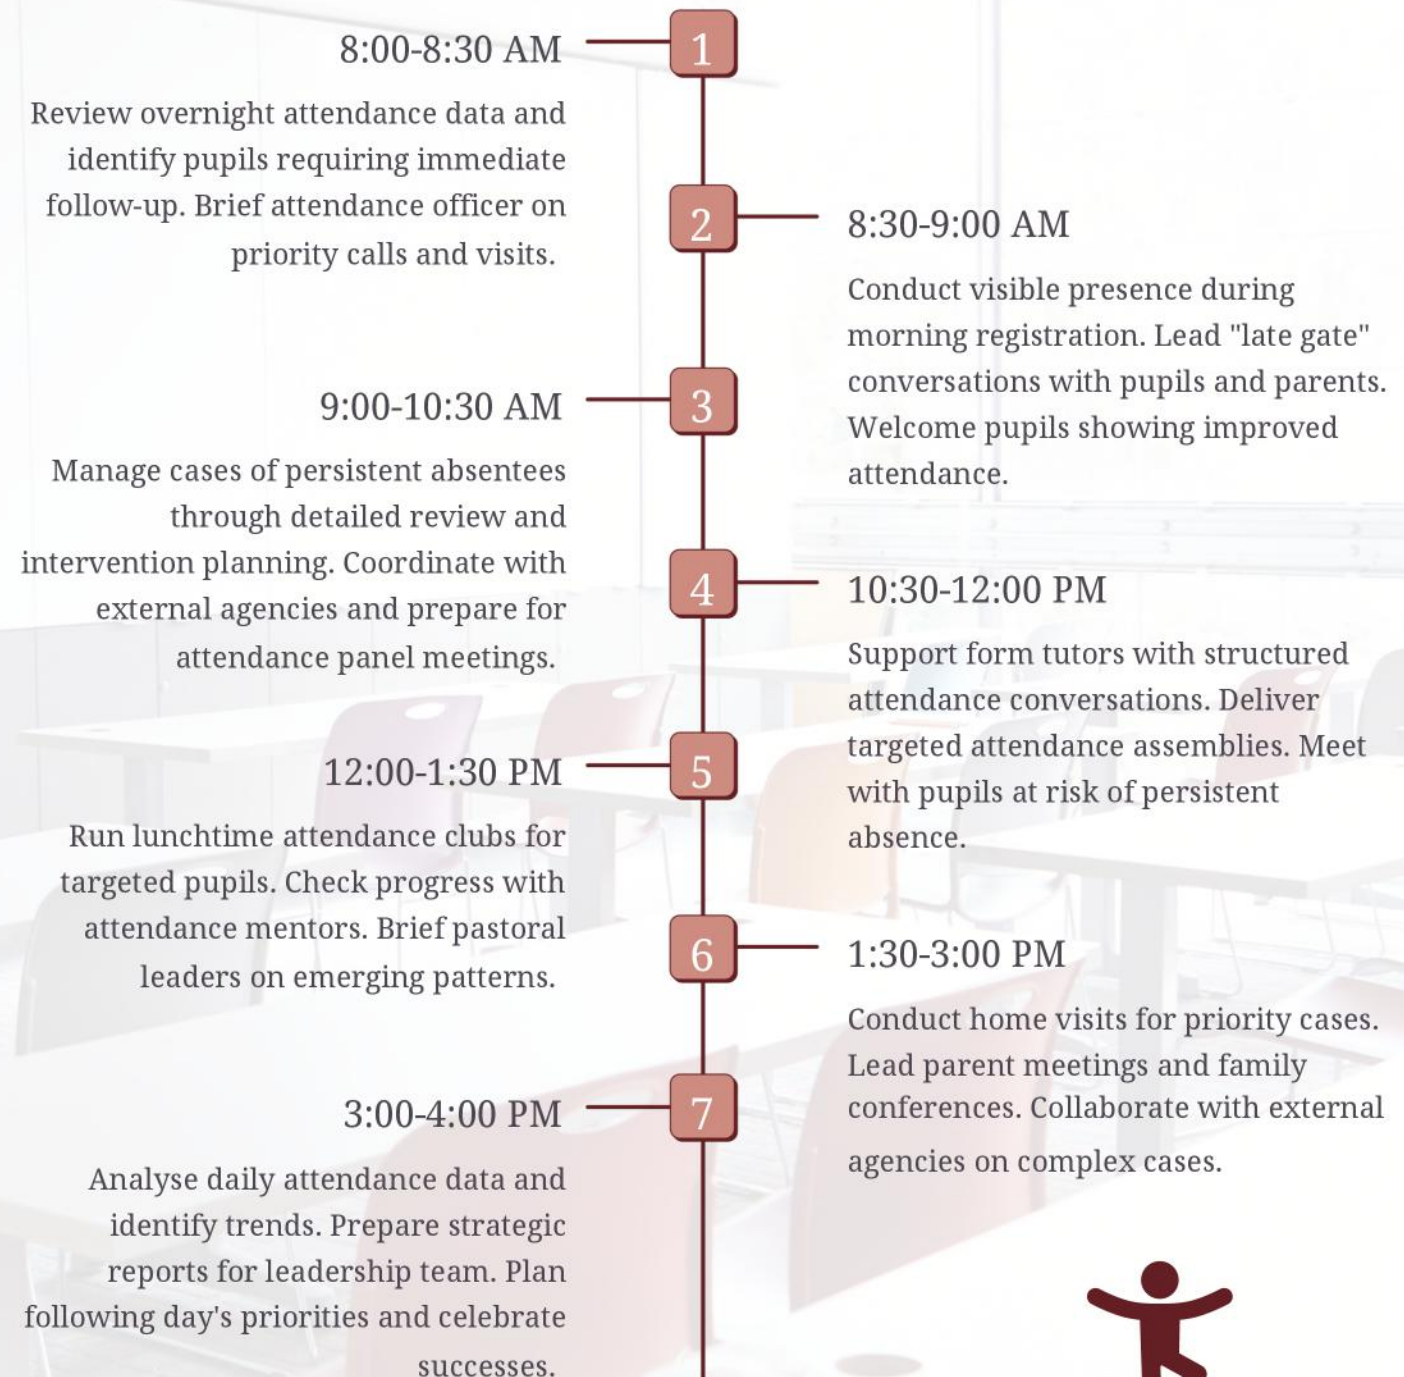 1
8:00-8:30 AM
Review overnight attendance data and
identify pupils requiring immediate
follow-up. Brief attendance officer on
priority calls and visits.
2
8:30-9:00 AM
Conduct visible presence during
morning registration. Lead "late gate"
conversations with pupils and parents.
Welcome pupils showing improved
attendance.
3
9:00-10:30 AM
Manage cases of persistent absentees
through detailed review and
intervention planning. Coordinate with
external agencies and prepare for
attendance panel meetings.
4
10:30-12:00 PM
Support form tutors with structured
attendance conversations. Deliver
targeted attendance assemblies. Meet
with pupils at risk of persistent
absence.
5
12:00-1:30 PM
Run lunchtime attendance clubs for
targeted pupils. Check progress with
attendance mentors. Brief pastoral
leaders on emerging patterns.
6
1:30-3:00 PM
Conduct home visits for priority cases.
Lead parent meetings and family
conferences. Collaborate with external
agencies on complex cases.
7
3:00-4:00 PM
Analyse daily attendance data and
identify trends. Prepare strategic
reports for leadership team. Plan
following day's priorities and celebrate
successes.